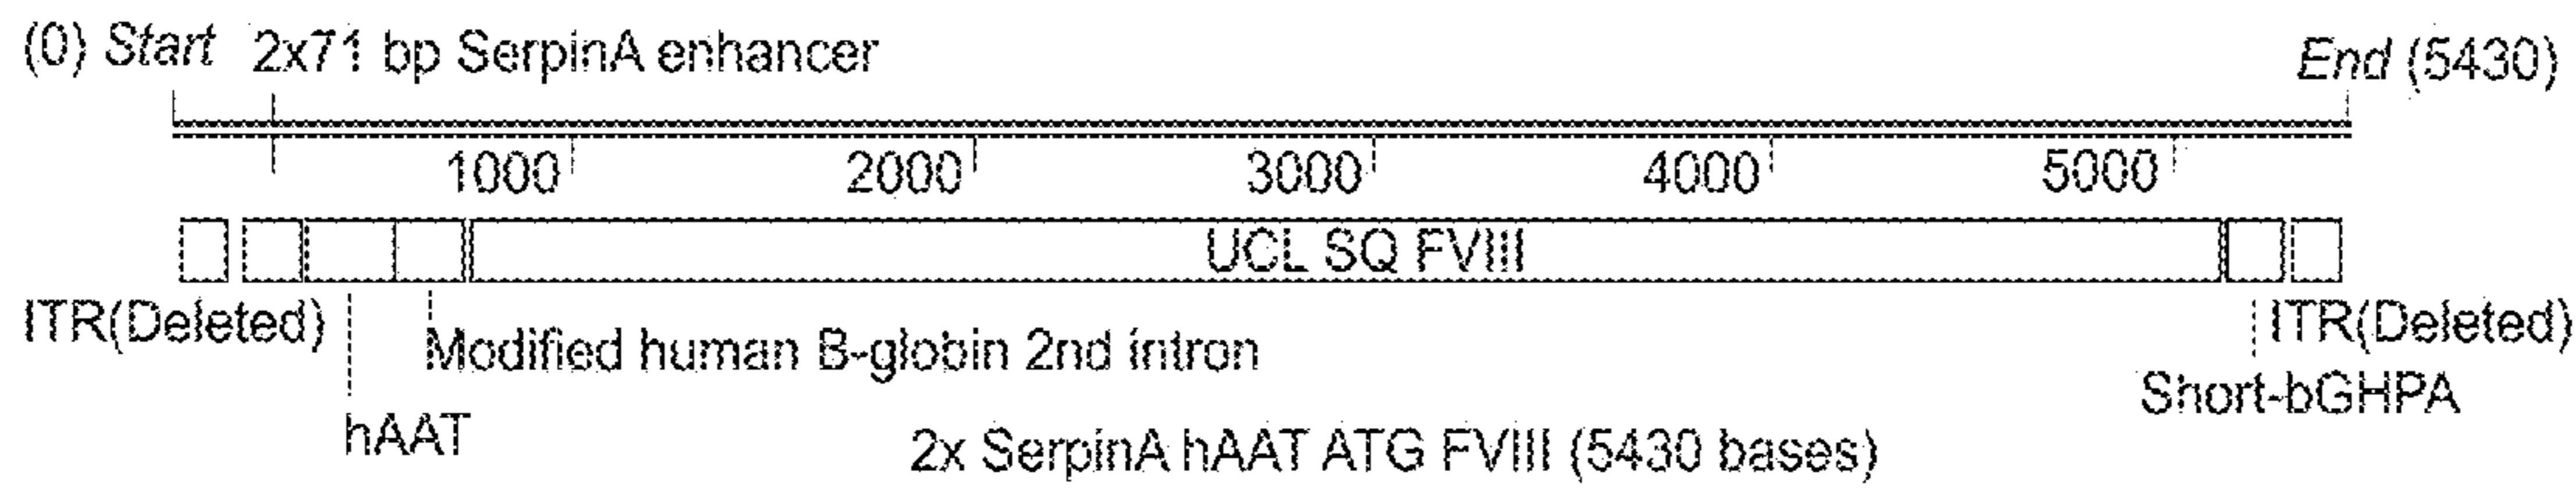 (0) Start 2x71 bp SerpinA enhancer End (5430)
1000 2000 3000 4000 5000
UCL SQ FVIII
ITR(Deleted) ITR(Deleted)
Modified human B-globin 2nd intron
Short-bGHPA
hAAT
2x SerpinA hAAT ATG FVIII (5430 bases)